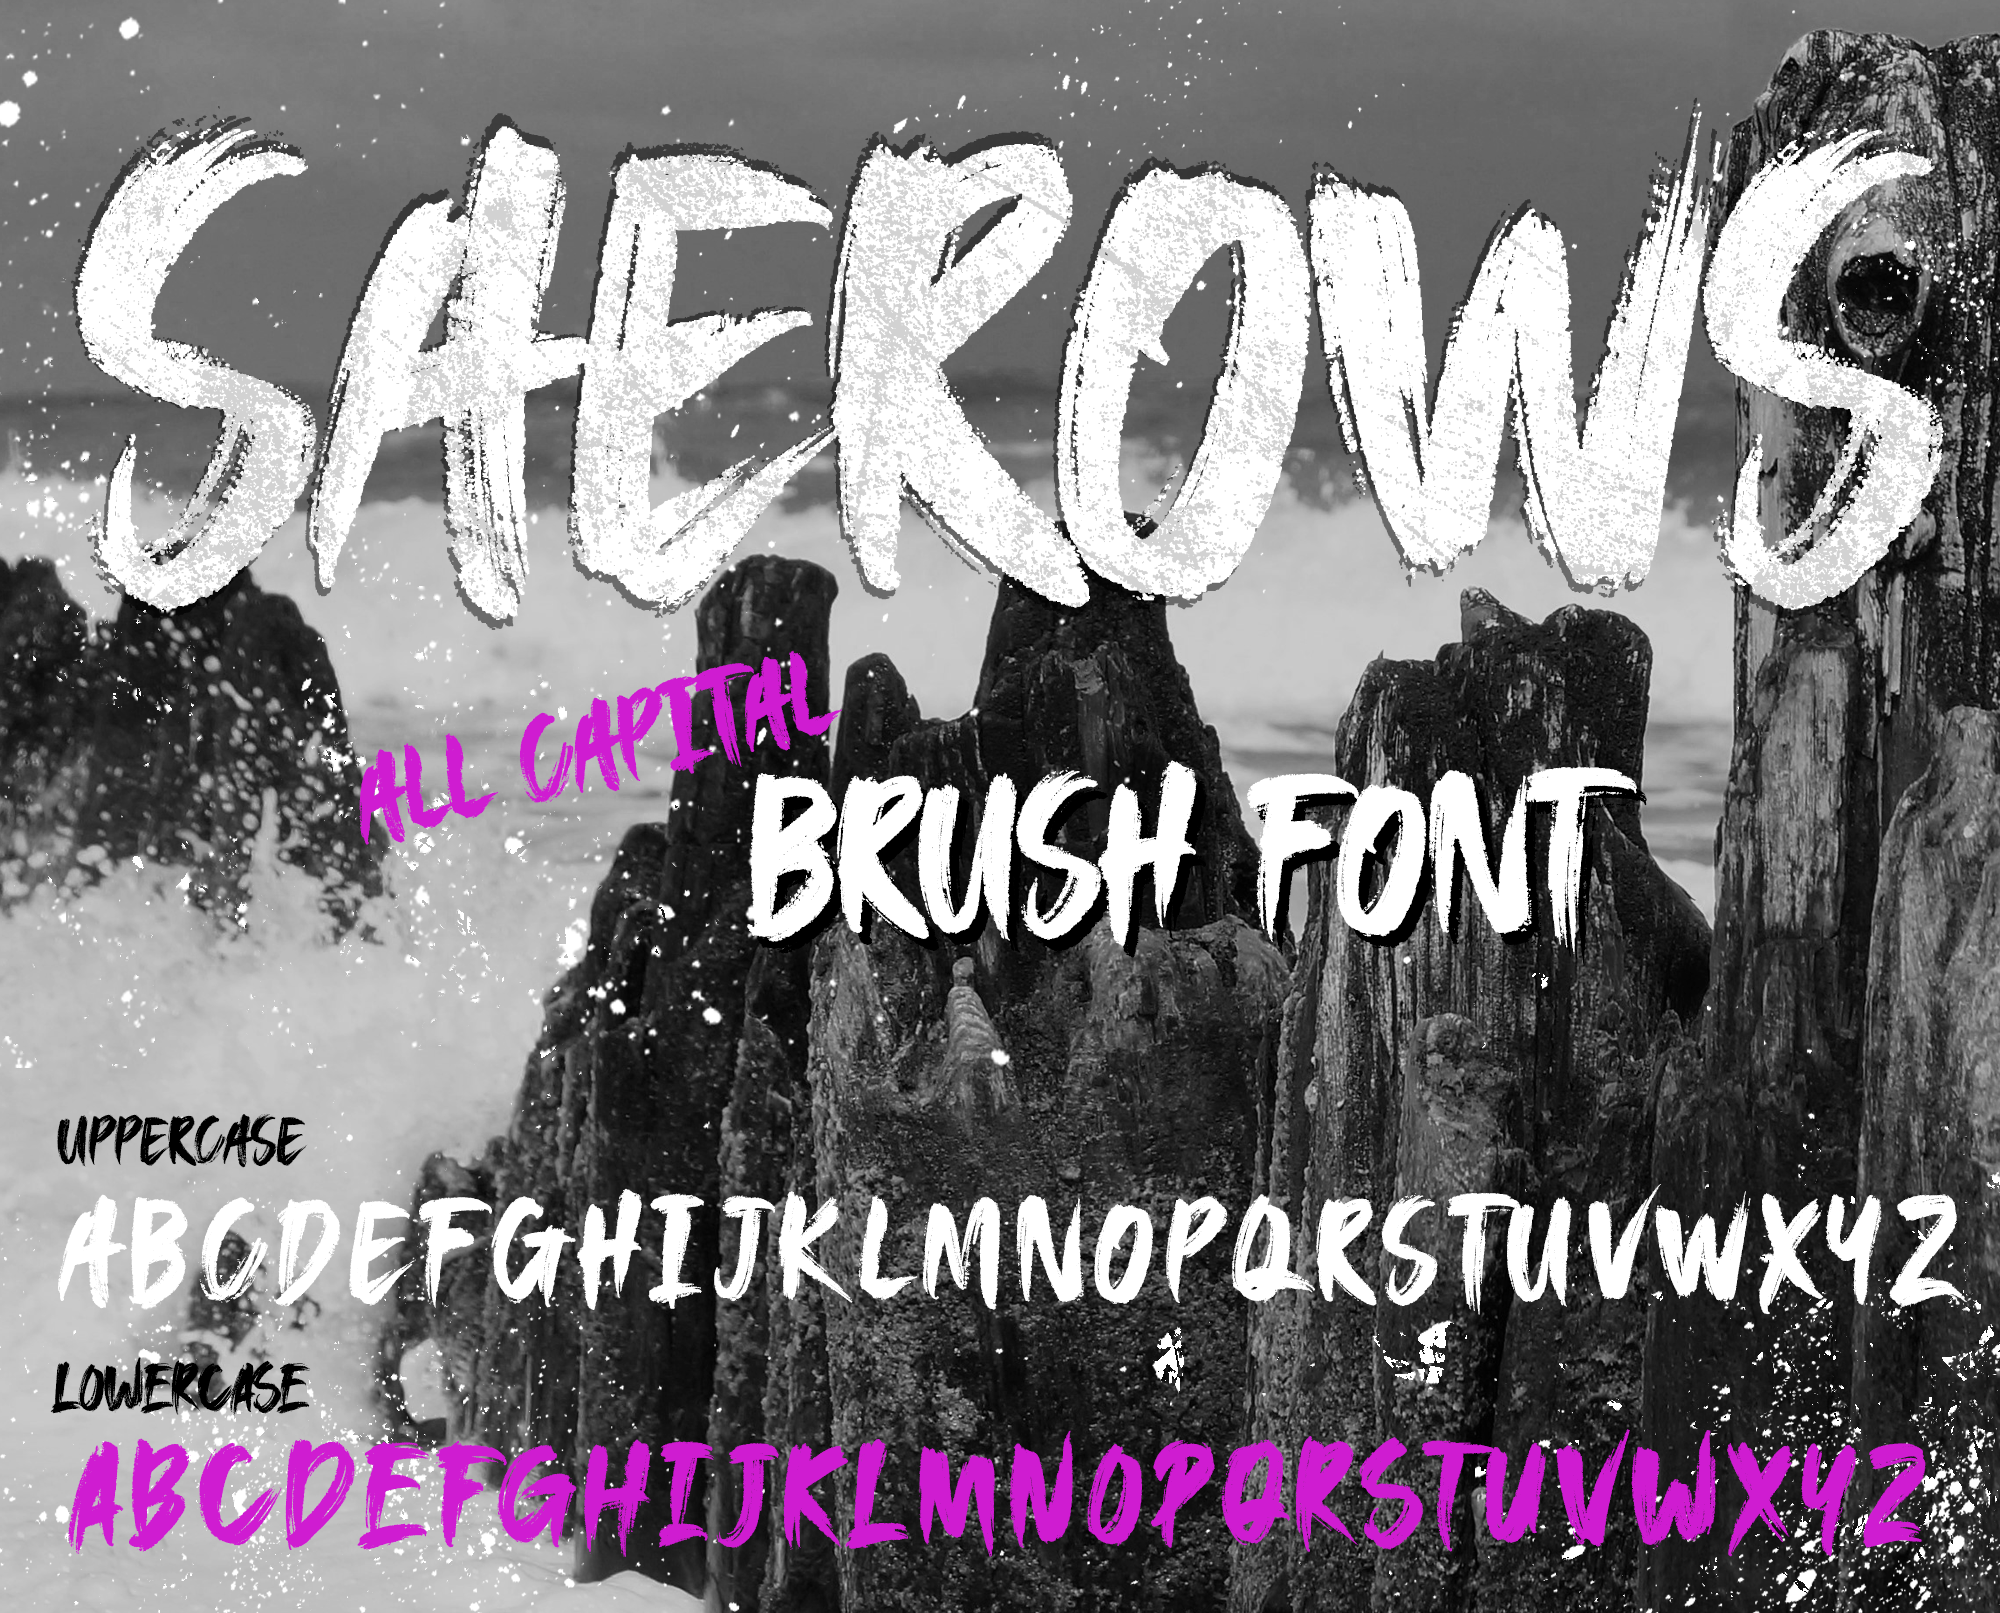 SAEROWS
ALL CAPITAL
BRUSH FONT
UPPERCASE
ABCDEFGHIJKLMNOPQRSTUVWXYZ
LOWERCASE
ABCDEFGHIJKLMNOPQRSTUVWXYZ